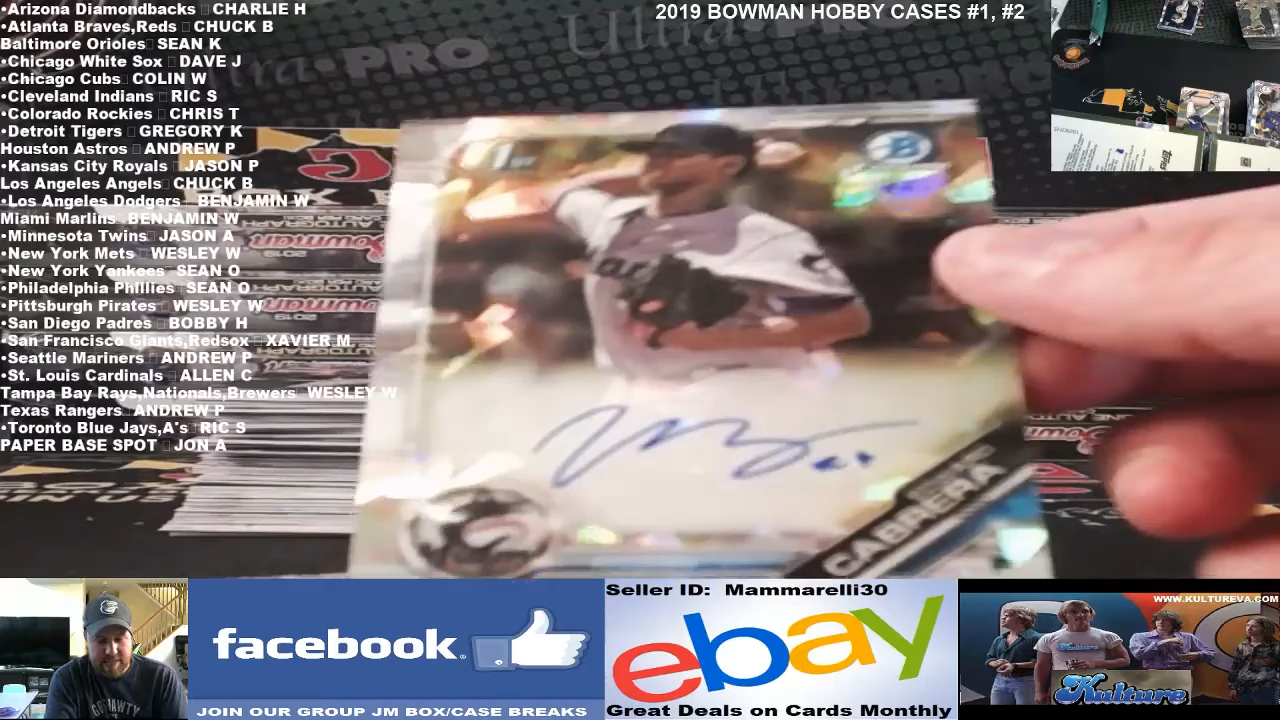 •Arizona Diamondbacks CHARLIE H
•Atlanta Braves,Reds CHUCK B
Baltimore Orioles SEAN K
•Chicago White Sox DAVE J
•Chicago Cubs COLIN W
•Cleveland Indians RIC S
•Colorado Rockies CHRIS T
•Detroit Tigers GREGORY K
Houston Astros ANDREW P
•Kansas City Royals JASON P
Los Angeles Angels CHUCK B
•Los Angeles Dodgers BENJAMIN W
Miami Marlins BENJAMIN W
•Minnesota Twins JASON A
•New York Mets WESLEY W
•New York Yankees SEAN O
•Philadelphia Phillies SEAN O
•Pittsburgh Pirates WESLEY W
•San Diego Padres BOBBY H
•San Francisco Giants,Redsox XAVIER M
•Seattle Mariners ANDREW P
•St. Louis Cardinals ALLEN C
Tampa Bay Rays,Nationals,Brewers WESLEY W
Texas Rangers ANDREW P
•Toronto Blue Jays,A's RIC S
PAPER BASE SPOT JON A
2019 BOWMAN HOBBY CASES #1, #2
Ultra PRO
CABRERA
facebook
JOIN OUR GROUP JM BOX/CASE BREAKS
Seller ID: Mammarelli30
ebay
Great Deals on Cards Monthly
WWW.KULTUREVA.COM
Kulture